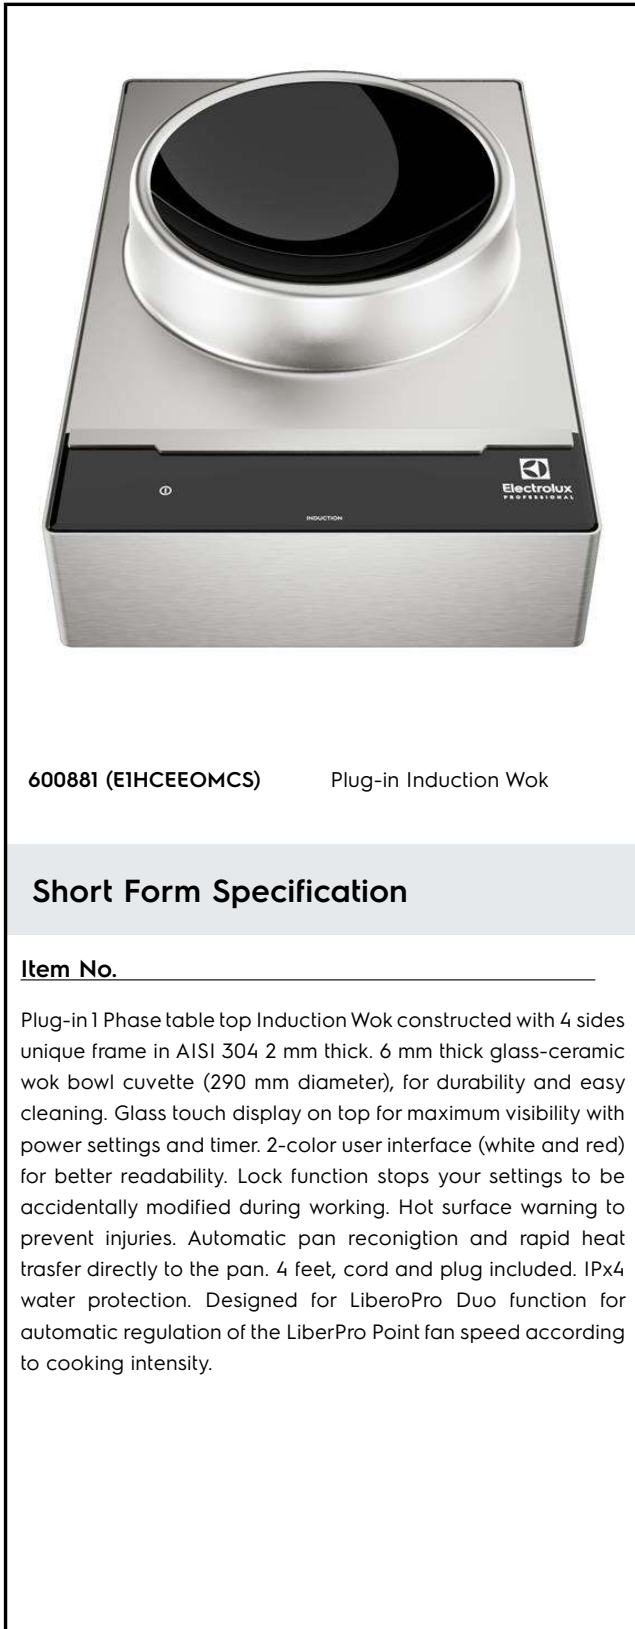 Electrolux
PROFESSIONAL
INDUCTION
600881 (E1HCEEOMCS) Plug-in Induction Wok
Short Form Specification
Item No.
Plug-in 1 Phase table top Induction Wok constructed with 4 sides
unique frame in AISI 304 2 mm thick. 6 mm thick glass-ceramic
wok bowl cuvette (290 mm diameter), for durability and easy
cleaning. Glass touch display on top for maximum visibility with
power settings and timer. 2-color user interface (white and red)
for better readability. Lock function stops your settings to be
accidentally modified during working. Hot surface warning to
prevent injuries. Automatic pan reconigtion and rapid heat
trasfer directly to the pan. 4 feet, cord and plug included. IPx4
water protection. Designed for LiberoPro Duo function for
automatic regulation of the LiberPro Point fan speed according
to cooking intensity.